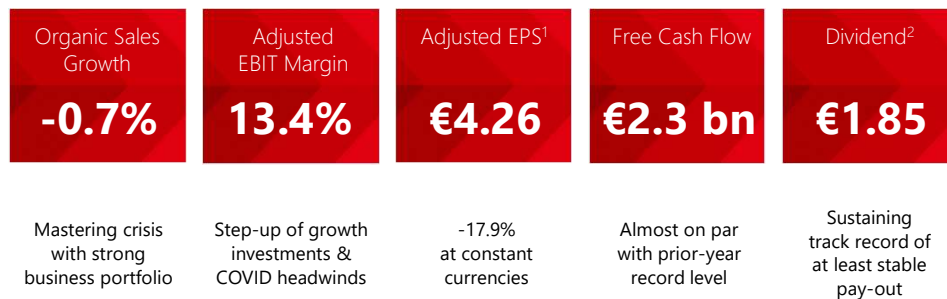 Organic Sales
Growth
-0.7%
Mastering crisis
with strong
business portfolio
Adjusted
EBIT Margin
13.4%
Step-up of growth
investments &
COVID headwinds
Adjusted EPS¹
€4.26
-17.9%
at constant
currencies
Free Cash Flow
€2.3 bn
Almost on par
with prior-year
record level
Dividend²
€1.85
Sustaining
track record of
at least stable
pay-out